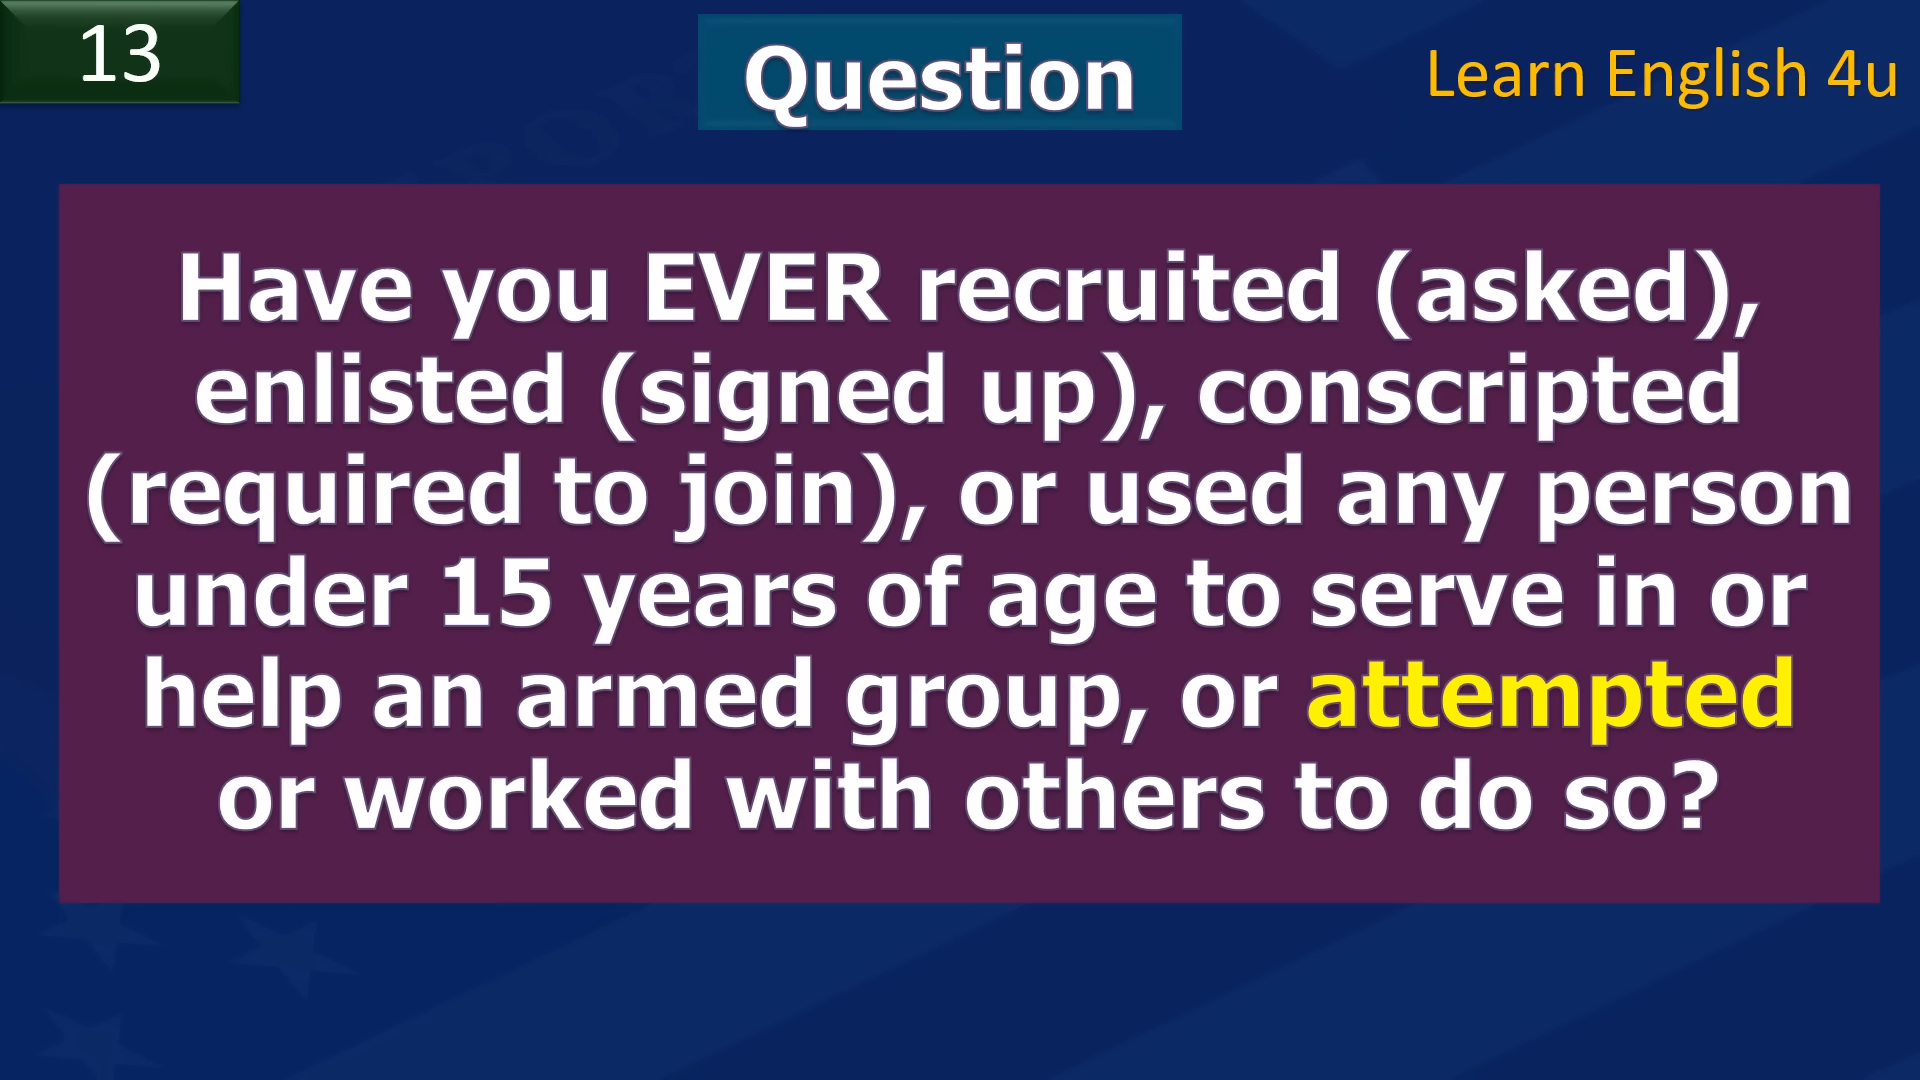 13
Question
Learn English 4u
Have you EVER recruited (asked),
enlisted (signed up), conscripted
(required to join), or used any person
under 15 years of age to serve in or
help an armed group, or attempted
or worked with others to do so?